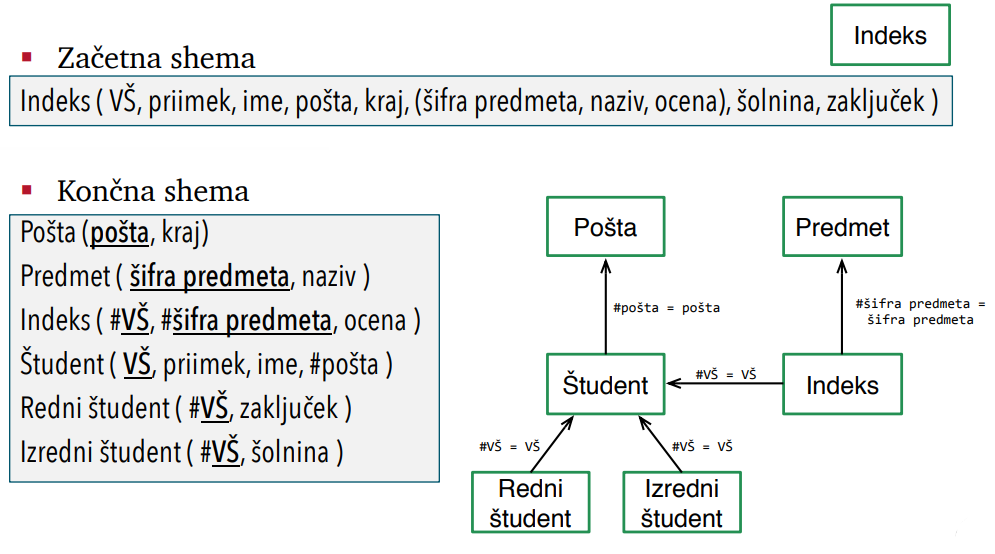 Indeks
▪ Začetna shema
Indeks ( VŠ, priimek, ime, pošta, kraj, (šifra predmeta, naziv, ocena), šolnina, zaključek )
▪ Končna shema
Pošta (pošta, kraj)
Predmet ( šifra predmeta, naziv )
Indeks ( #VŠ, #šifra predmeta, ocena )
Študent ( VŠ, priimek, ime, #pošta )
Redni študent ( #VŠ, zaključek )
Izredni študent ( #VŠ, šolnina )
Pošta
Predmet
#pošta = pošta
#šifra predmeta =
šifra predmeta
Študent
#VŠ = VŠ
Indeks
#VŠ = VŠ
#VŠ = VŠ
Redni
študent
Izredni
študent